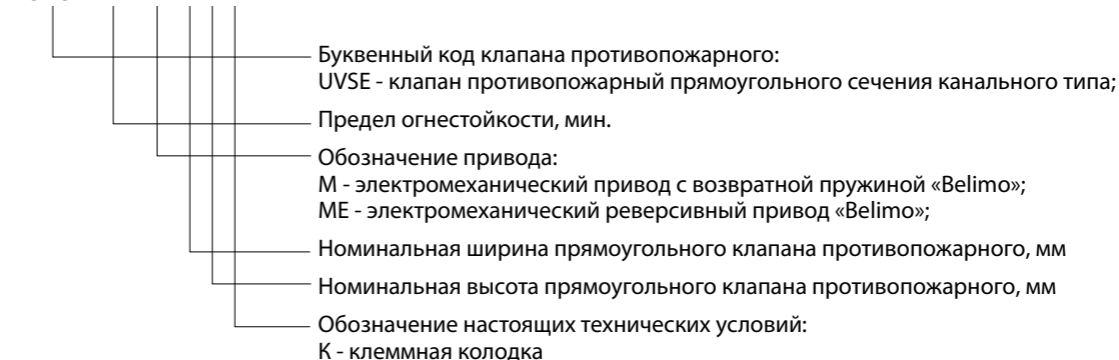 Буквенный код клапана противопожарного:
UVSE - клапан противопожарный прямоугольного сечения канального типа;
Предел огнестойкости, мин.
Обозначение привода:
М - электромеханический привод с возвратной пружиной «Belimo»;
МЕ - электромеханический реверсивный привод «Belimo»;
Номинальная ширина прямоугольного клапана противопожарного, мм
Номинальная высота прямоугольного клапана противопожарного, мм
Обозначение настоящих технических условий:
К - клеммная колодка